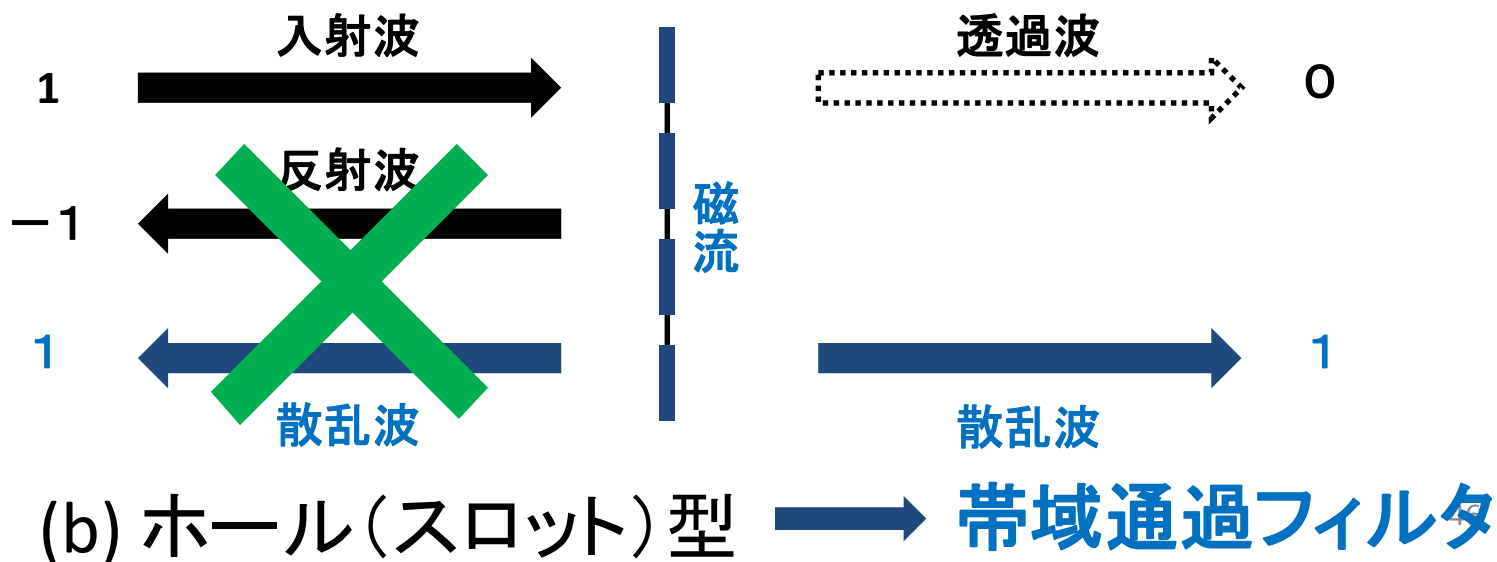 入射波
透過波
1
0
反射波
−1
磁流
1
1
散乱波
散乱波
(b) ホール(スロット)型
帯域通過フィルタ
46